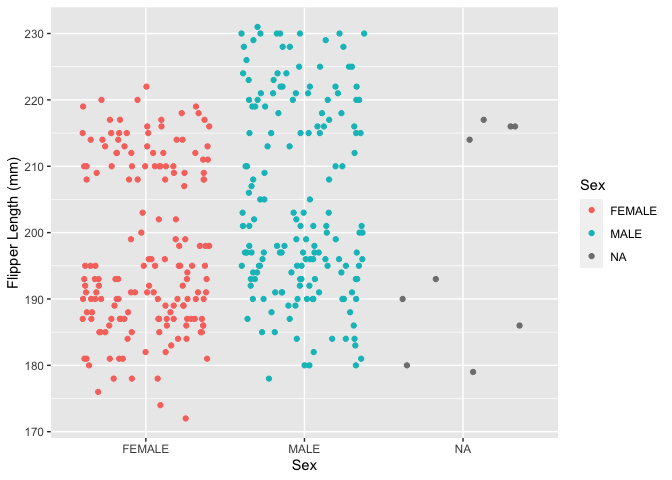 230
220
210
200
190
180
170
Flipper Length (mm)
FEMALE
MALE
NA
Sex
Sex
FEMALE
MALE
NA